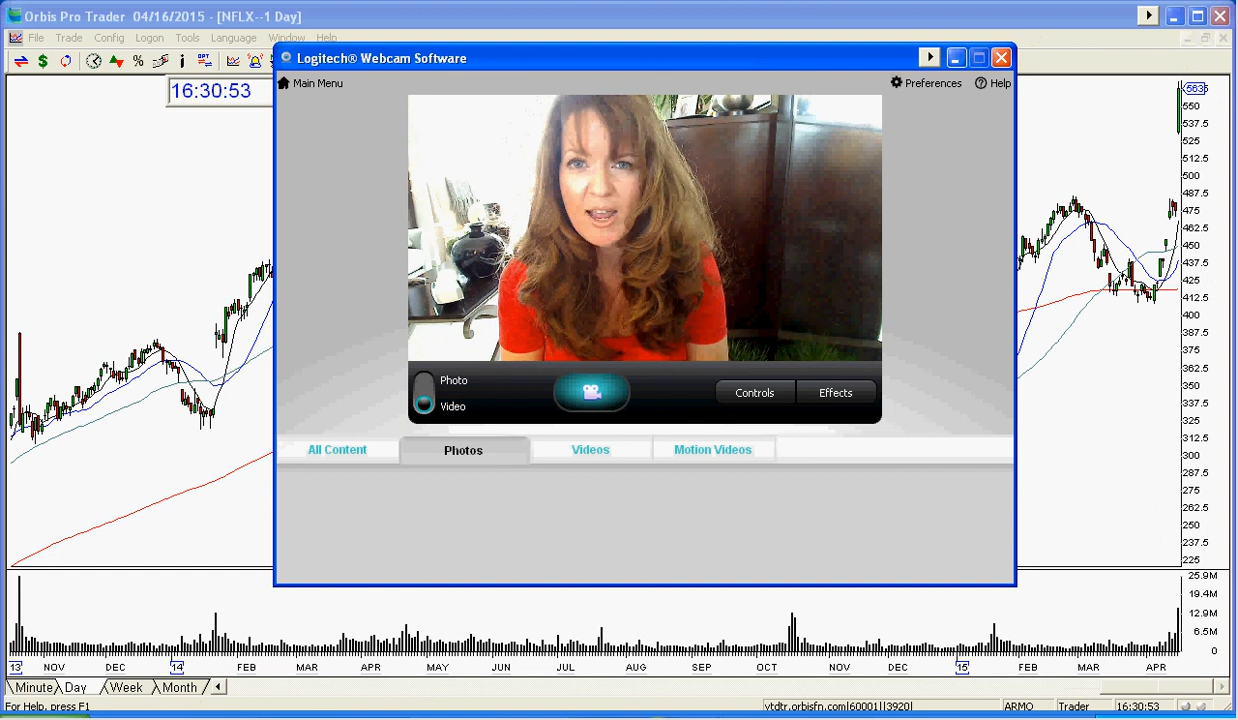 Orbis Pro Trader 04/16/2015 - [NFLX--1 Day]
File Trade Config Logon Tools Language Window Help
16:30:53
Logitech® Webcam Software
Main Menu
Preferences
Help
Photo
Video
Controls
Effects
All Content
Photos
Videos
Motion Videos
550
537.5
525
512.5
500
487.5
475
462.5
450
437.5
425
412.5
400
387.5
375
362.5
350
337.5
325
312.5
300
287.5
275
262.5
250
237.5
225
25.9M
19.4M
12.9M
6.5M
0
13 NOV DEC 14 FEB MAR APR MAY JUN JUL AUG SEP OCT NOV DEC 15 FEB MAR APR
Minute Day Week Month
For Help, press F1
vtdtr.orbisfn.com|60001||3920|
ARMO
Trader
16:30:53